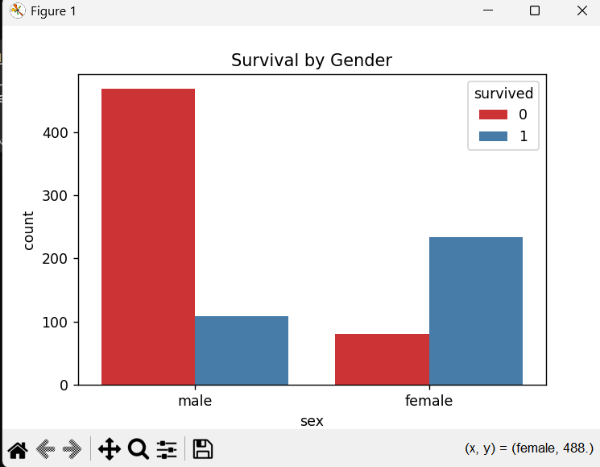 Figure 1
Survival by Gender
survived
0
1
400
300
200
100
0
count
male female
sex
(x, y) = (female, 488.)